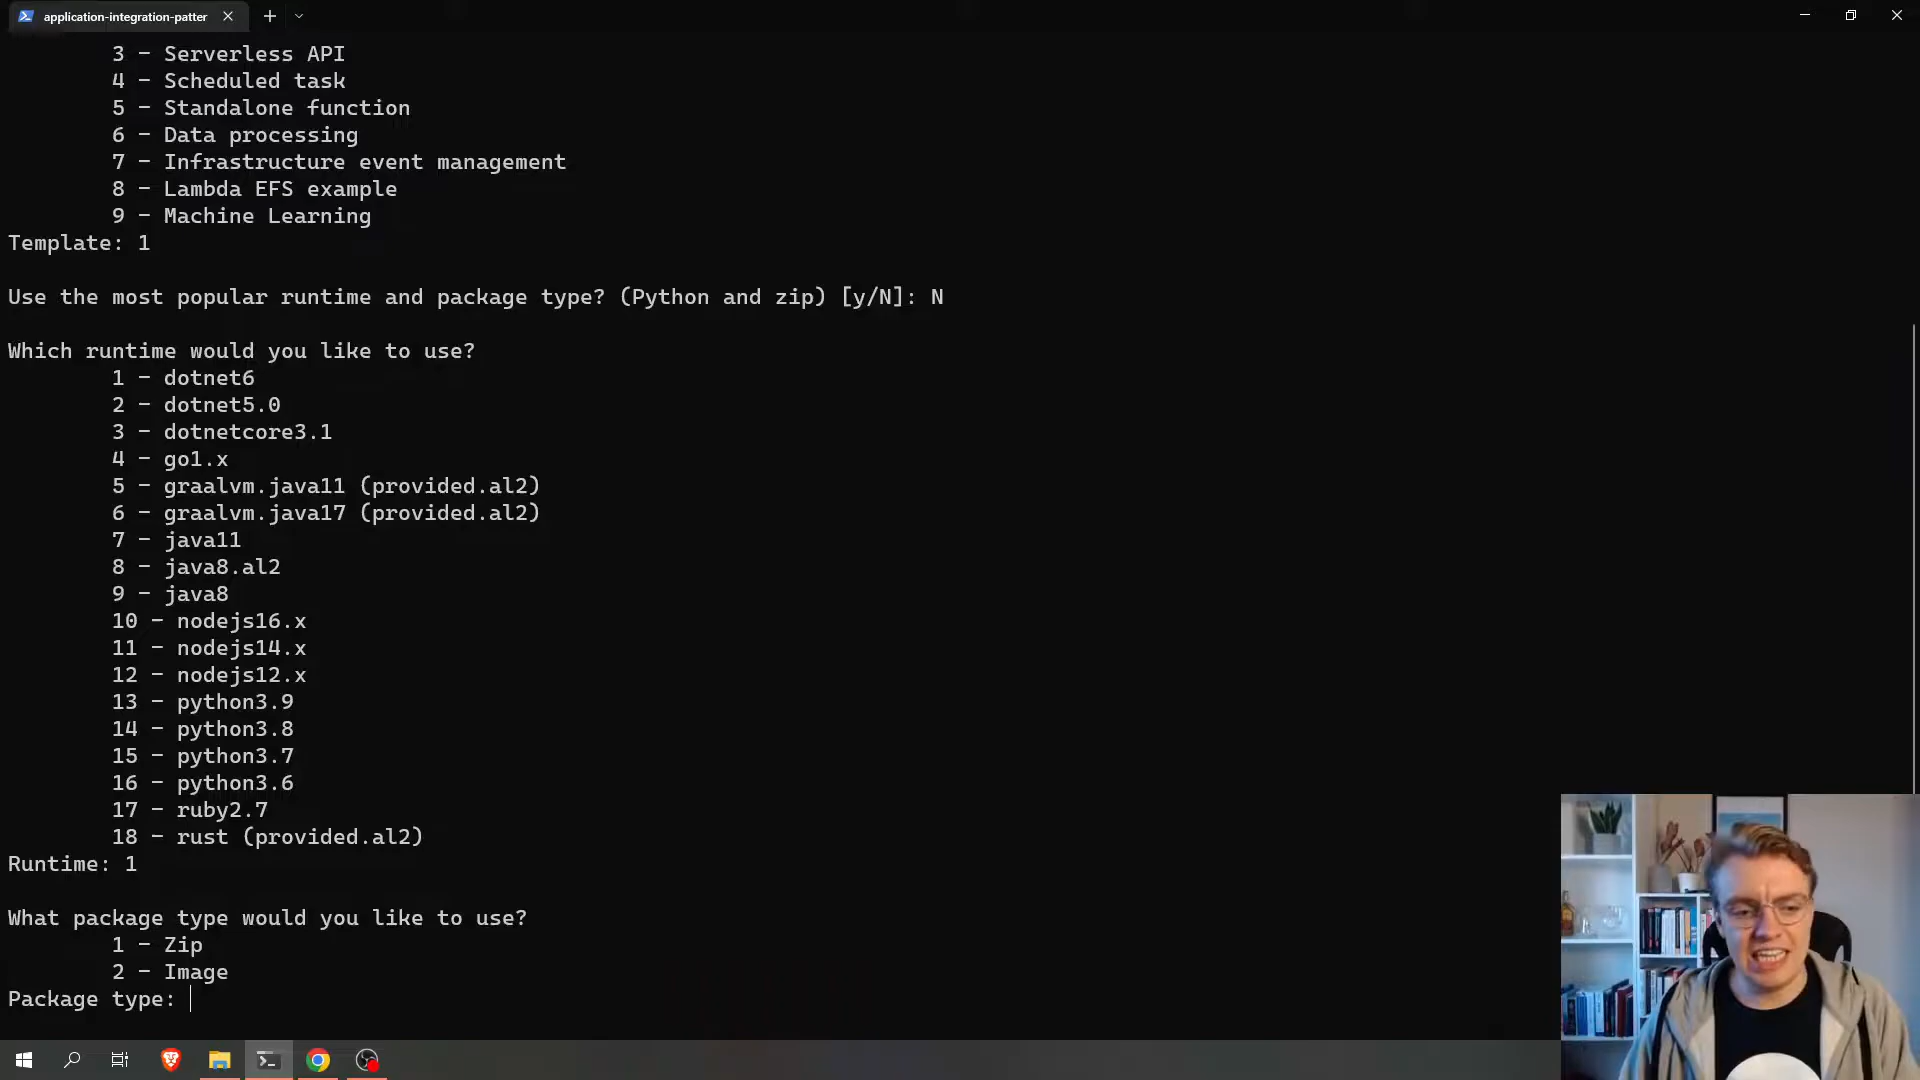 application-integration-patter
3 - Serverless API
4 - Scheduled task
5 - Standalone function
6 - Data processing
7 - Infrastructure event management
8 - Lambda EFS example
9 - Machine Learning
Template: 1
Use the most popular runtime and package type? (Python and zip) [y/N]: N
Which runtime would you like to use?
1 - dotnet6
2 - dotnet5.0
3 - dotnetcore3.1
4 - go1.x
5 - graalvm.java11 (provided.al2)
6 - graalvm.java17 (provided.al2)
7 - java11
8 - java8.al2
9 - java8
10 - nodejs16.x
11 - nodejs14.x
12 - nodejs12.x
13 - python3.9
14 - python3.8
15 - python3.7
16 - python3.6
17 - ruby2.7
18 - rust (provided.al2)
Runtime: 1
What package type would you like to use?
1 - Zip
2 - Image
Package type: